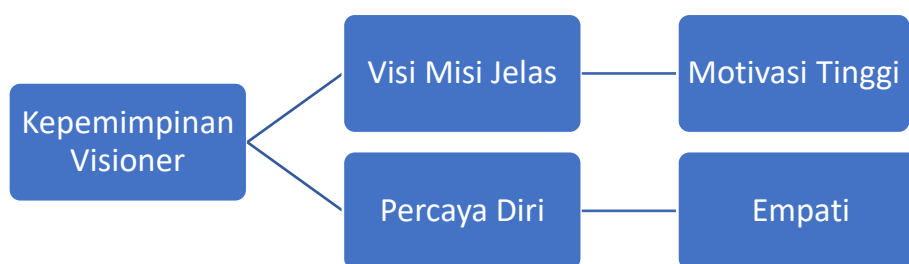 Visi Misi Jelas
Motivasi Tinggi
Kepemimpinan
Visioner
Percaya Diri
Empati